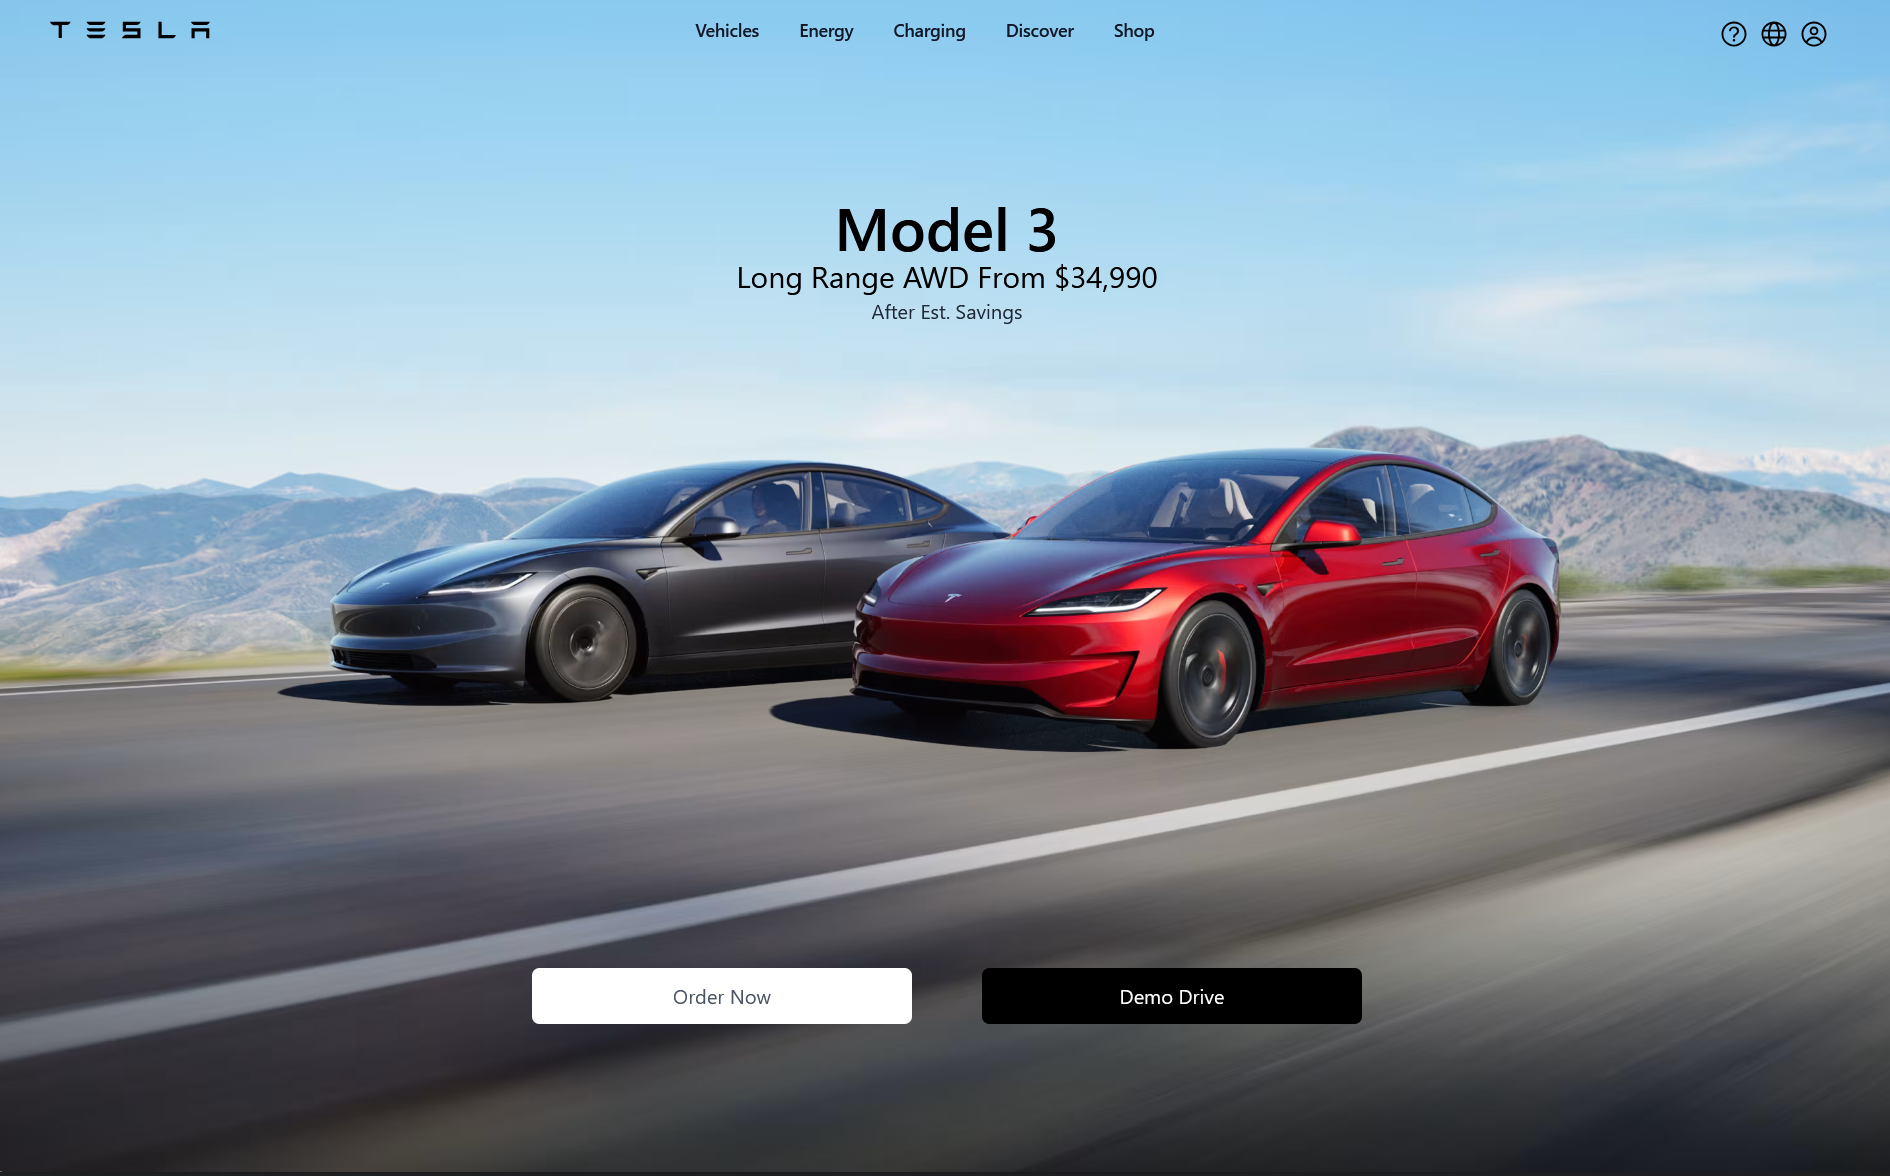 TESLA
Vehicles Energy Charging Discover Shop
Model 3
Long Range AWD From $34,990
After Est. Savings
Order Now
Demo Drive